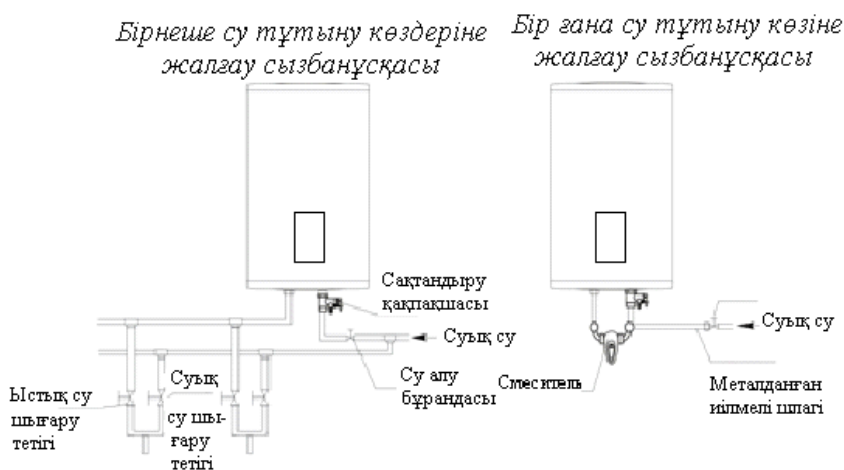 Бірнеше су тұтыну көздеріне
жалғау сызбанұсқасы
Бір ғана су тұтыну көзіне
жалғау сызбанұсқасы
Сақтандыру
қақпақшасы
Суық су
Су алу
бұрандасы
Ыстық су
шығару
тетігі
Суық
су шы-
ғару
тетігі
Суық су
Смеситель
Металданған
иілмелі шлагі